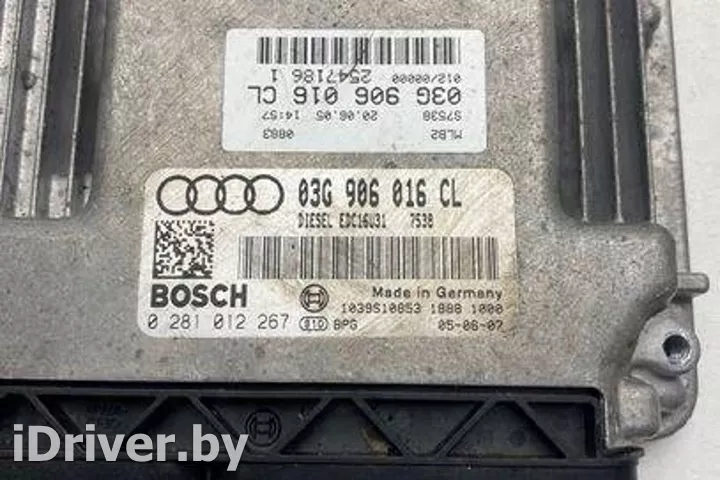 012/00000
2547186 1
03G 906 016 CL
S7538 20.06.05 14:57
MLB2 0883
03G 906 016 CL
DIESEL EDC16U31 7538
BOSCH
Made in Germany
1039S10853 1888 1000
0 281 012 267 010 BPG 05-06-07
iDriver.by